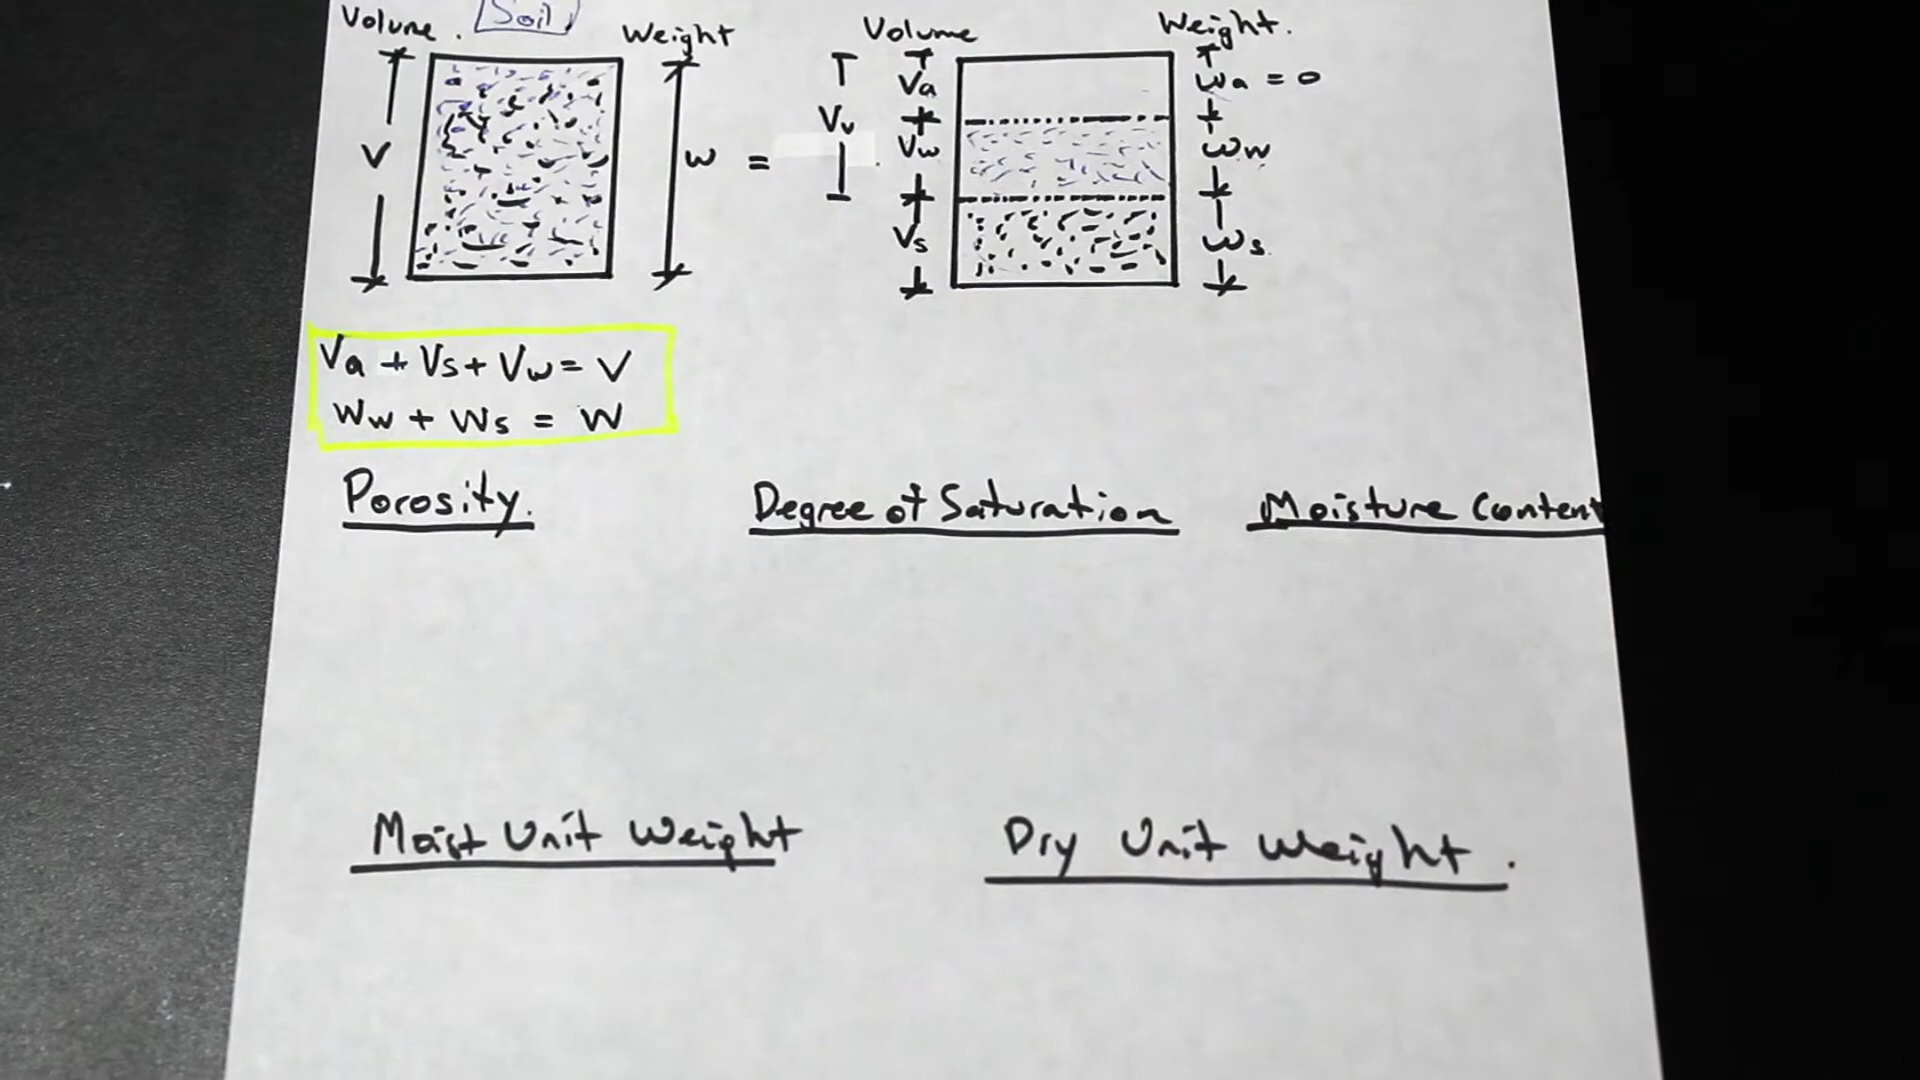 Soil
Volume. Weight Volume Weight.
V W = Vv Va Wa = 0
Vw Ww
Vs Ws
Va + Vs + Vw = V
Ww + Ws = W
Porosity. Degree of Saturation Moisture Content
Moist Unit Weight Dry Unit Weight.